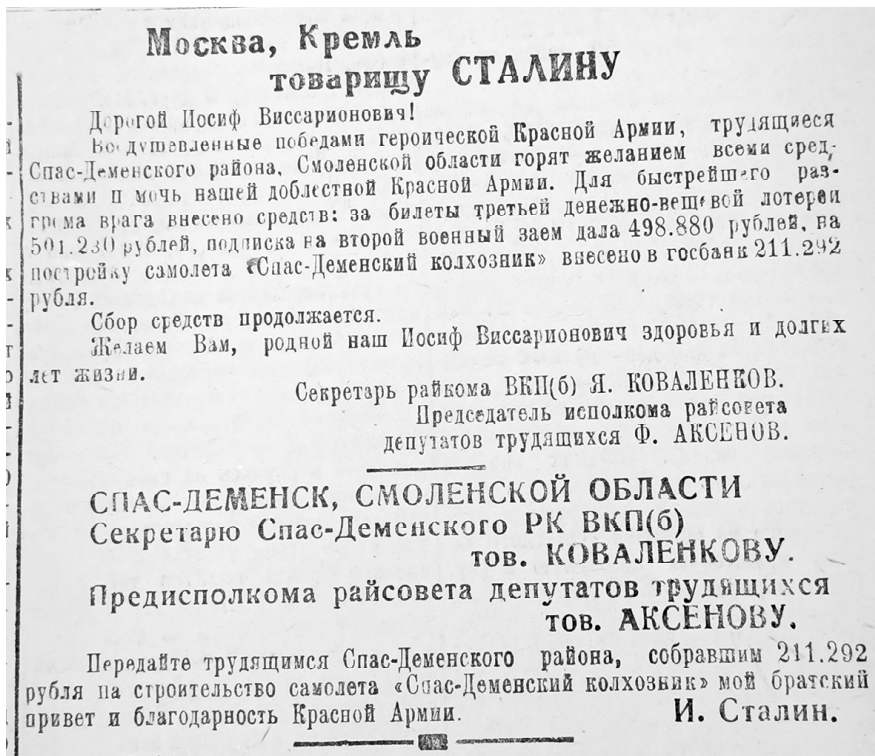 Москва, Кремль
товарищу СТАЛИНУ
Дорогой Иосиф Виссарионович!
Воодушевленные победами героической Красной Армии, трудящиеся
Спас-Деменского района, Смоленской области горят желанием всеми сред-
ствами помочь нашей доблестной Красной Армии. Для быстрейшего раз-
грома врага внесено средств: за билеты третьей денежно-вещевой лотереи
501.230 рублей, подписка на второй военный заем дала 498.880 рублей, на
постройку самолета «Спас-Деменский колхозник» внесено в госбанк 211.292
рубля.
Сбор средств продолжается.
Желаем Вам, родной наш Иосиф Виссарионович здоровья и долгих
лет жизни.
Секретарь райкома ВКП(б) Я. КОВАЛЕНКОВ.
Председатель исполкома райсовета
депутатов трудящихся Ф. АКСЕНОВ.
СПАС-ДЕМЕНСК, СМОЛЕНСКОЙ ОБЛАСТИ
Секретарю Спас-Деменского РК ВКП(б)
тов. КОВАЛЕНКОВУ.
Предисполкома райсовета депутатов трудящихся
тов. АКСЕНОВУ.
Передайте трудящимся Спас-Деменского района, собравшим 211.292
рубля на строительство самолета «Спас-Деменский колхозник» мой братский
привет и благодарность Красной Армии.
И. Сталин.